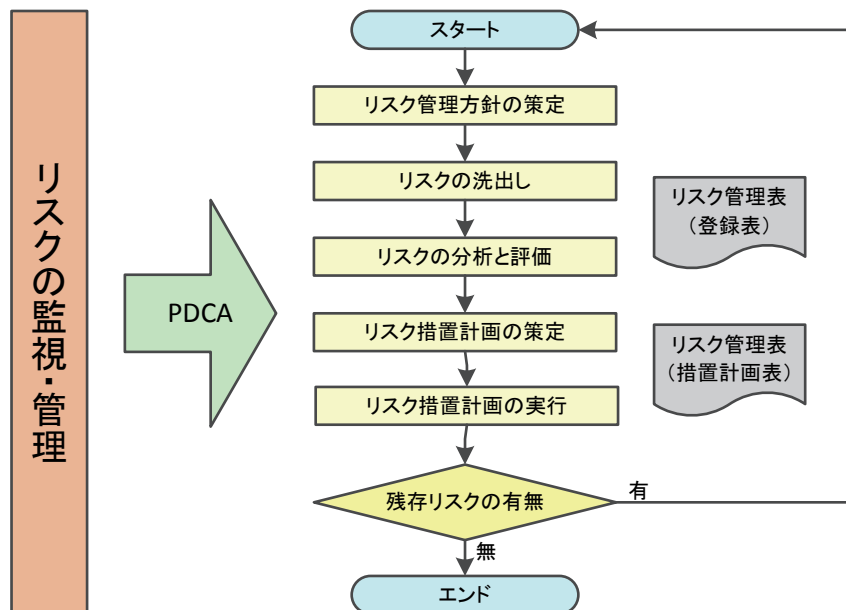 リスクの監視・管理
PDCA
スタート
リスク管理方針の策定
リスクの洗出し
リスクの分析と評価
リスク措置計画の策定
リスク措置計画の実行
残存リスクの有無
有
無
エンド
リスク管理表
（登録表）
リスク管理表
（措置計画表）